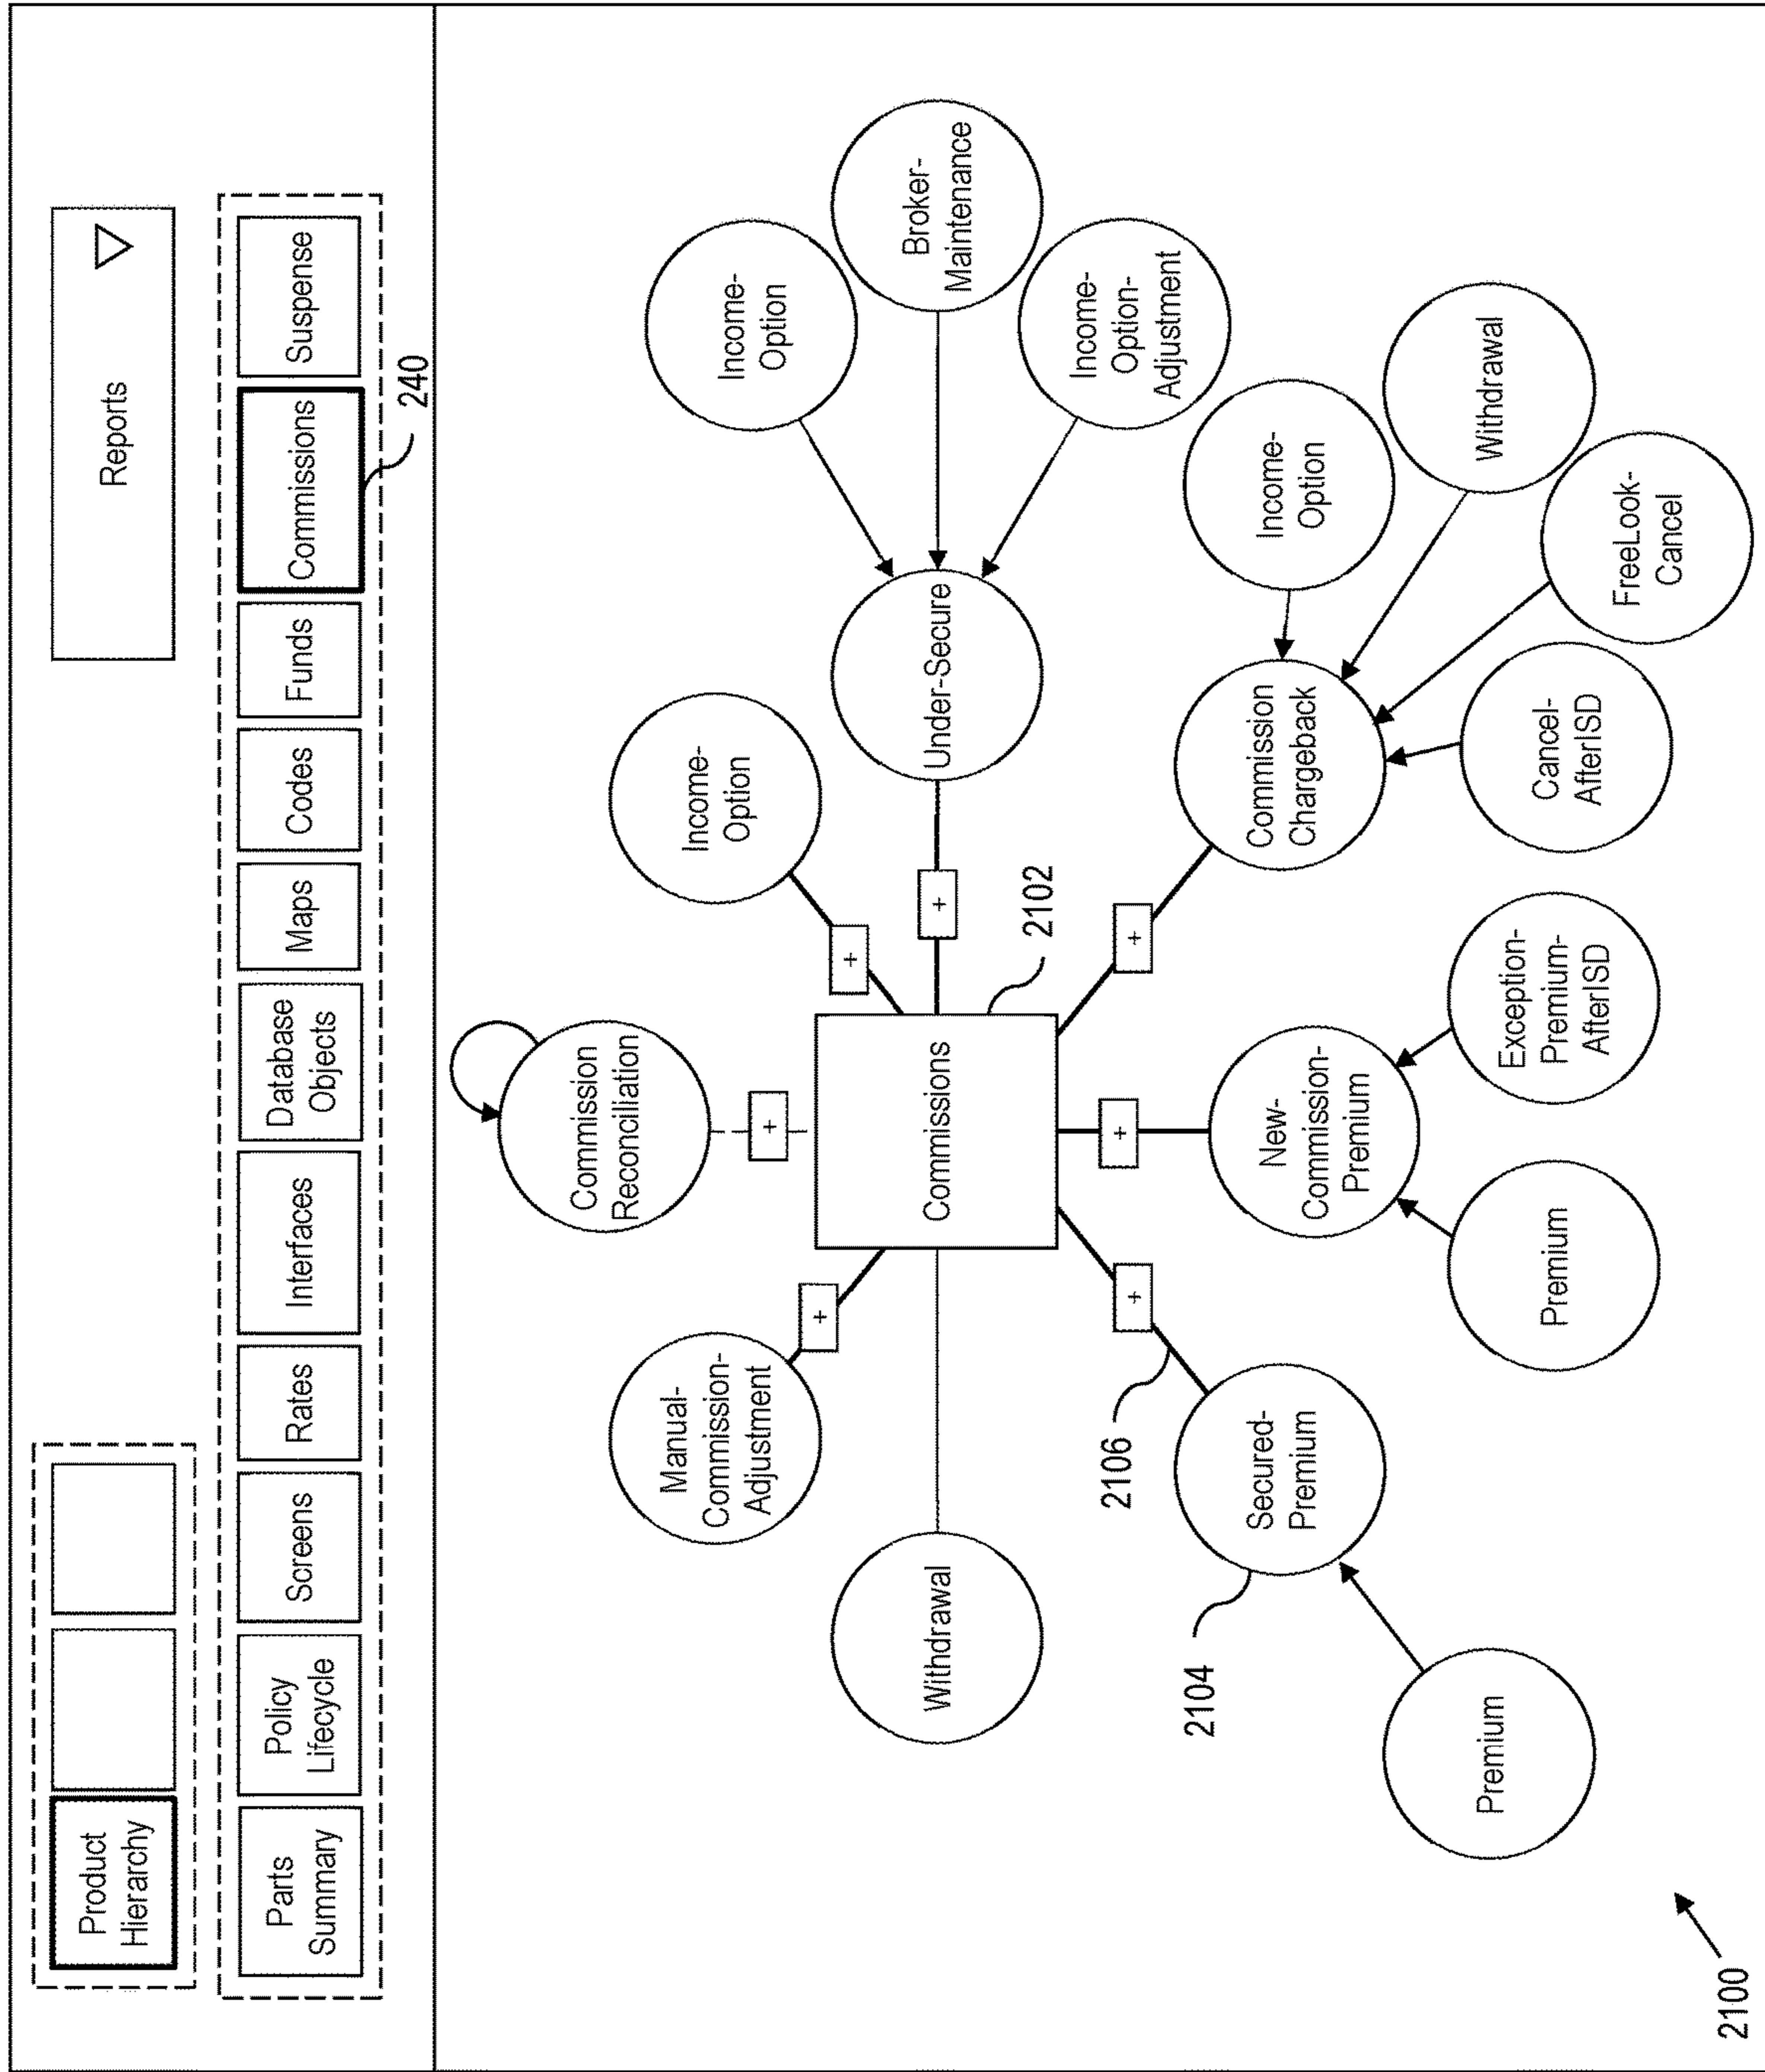 Product
Hierarchy
Reports
Parts
Summary
Policy
Lifecycle
Screens
Rates
Interfaces
Database
Objects
Maps
Codes
Funds
Commissions
Suspense
240
Commission
Reconciliation
+
Manual-
Commission-
Adjustment
+
Income-
Option
+
Income-
Option
Withdrawal
Commissions
2102
+
Under-Secure
Broker-
Maintenance
Income-
Option-
Adjustment
2106
+
+
+
2104
Secured-
Premium
New-
Commission-
Premium
Commission
Chargeback
Income-
Option
Premium
Premium
Exception-
Premium-
AfterISD
Cancel-
AfterISD
FreeLook-
Cancel
Withdrawal
2100